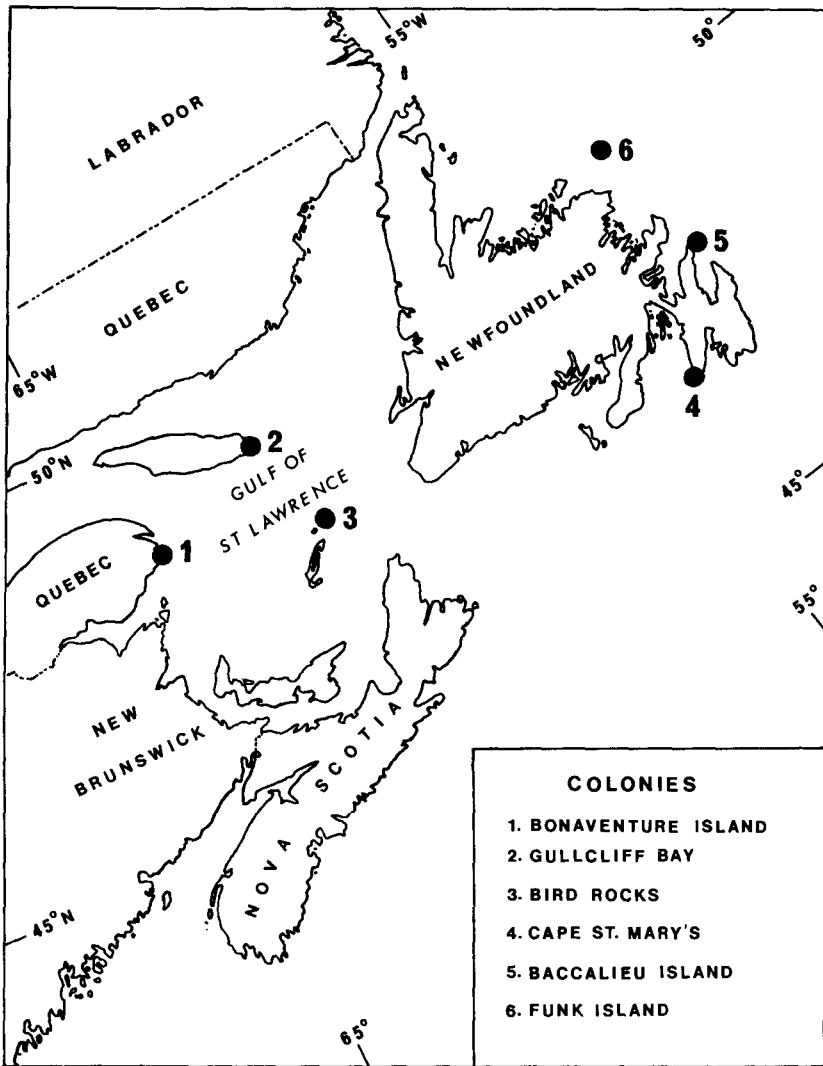 55°W
50°
LABRADOR
6
QUEBEC
5
NEWFOUNDLAND
65°W
4
2
50°N
GULF OF
ST LAWRENCE
45°
3
1
QUEBEC
55°
NEW
BRUNSWICK
NOVA SCOTIA
45°N
65°
COLONIES
1. BONAVENTURE ISLAND
2. GULLCLIFF BAY
3. BIRD ROCKS
4. CAPE ST. MARY'S
5. BACCALIEU ISLAND
6. FUNK ISLAND